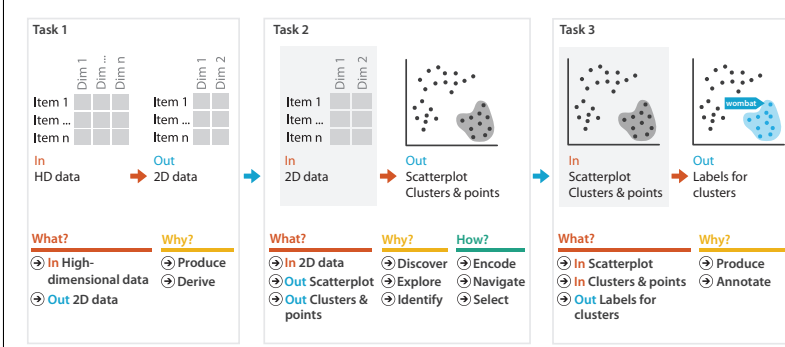 Task 1
Dim 1
Dim ...
Dim n
Dim 1
Dim 2
Item 1
Item ...
Item n
Item 1
Item ...
Item n
In
HD data
Out
2D data
What?
In High-
dimensional data
Out 2D data
Why?
Produce
Derive
Task 2
Dim 1
Dim 2
Item 1
Item ...
Item n
In
2D data
Out
Scatterplot
Clusters & points
What?
In 2D data
Out Scatterplot
Out Clusters &
points
Why?
Discover
Explore
Identify
How?
Encode
Navigate
Select
Task 3
wombat
In
Scatterplot
Clusters & points
Out
Labels for
clusters
What?
In Scatterplot
In Clusters & points
Out Labels for
clusters
Why?
Produce
Annotate